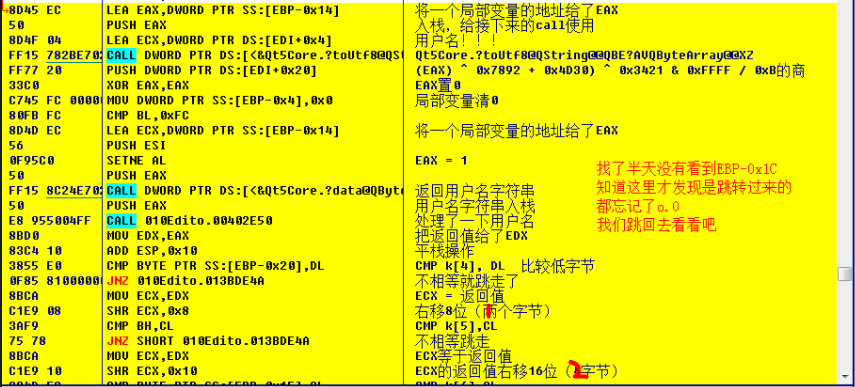 8D45 EC LEA EAX,DWORD PTR SS:[EBP-0x14] 将一个局部变量的地址给了EAX
50 PUSH EAX 入栈，给接下来的call使用
8D4F 04 LEA ECX,DWORD PTR DS:[EDI+0x4] 用户名！！！
FF15 782BE702 CALL DWORD PTR DS:[<&Qt5Core.?toUtf8@QSt Qt5Core.?toUtf8@QString@@QBE?AVQByteArray@@XZ
FF77 20 PUSH DWORD PTR DS:[EDI+0x20] (EAX) ^ 0x7892 + 0x4D30) ^ 0x3421 & 0xFFFF / 0xB的商
33C0 XOR EAX,EAX EAX置0
C745 FC 00000 MOV DWORD PTR SS:[EBP-0x4],0x0 局部变量清0
80FB FC CMP BL,0xFC
8D4D EC LEA ECX,DWORD PTR SS:[EBP-0x14] 将一个局部变量的地址给了EAX
56 PUSH ESI
0F95C0 SETNE AL EAX = 1
50 PUSH EAX
FF15 8C24E702 CALL DWORD PTR DS:[<&Qt5Core.?data@QByte 返回用户名字符串
50 PUSH EAX 用户名字符串入栈
E8 955004FF CALL 010Edito.00402E50 处理了一下用户名
8BD0 MOV EDX,EAX 把返回值给了EDX
83C4 10 ADD ESP,0x10 平栈操作
3855 E0 CMP BYTE PTR SS:[EBP-0x20],DL CMP k[4], DL 比较低字节
0F85 81000000 JNZ 010Edito.013BDE4A 不相等就跳走了
8BCA MOV ECX,EDX ECX = 返回值
C1E9 08 SHR ECX,0x8 右移8位（1个字节）
3AF9 CMP BH,CL CMP k[5],CL
75 78 JNZ SHORT 010Edito.013BDE4A 不相等跳走
8BCA MOV ECX,EDX ECX等于返回值
C1E9 10 SHR ECX,0x10 ECX的返回值右移16位（2字节）
找了半天没有看到EBP-0x1C
知道这里才发现是跳转过来的
都忘记了o.0
我们跳回去看看吧